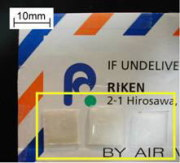 10mm
IF UNDELIVE
RIKEN
2-1 Hirosawa,
BY AIR